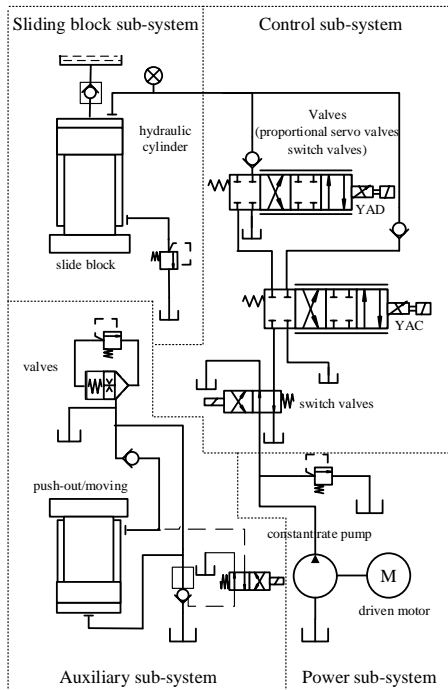 Sliding block sub-system
Control sub-system
Valves
(proportional servo valves
switch valves)
hydraulic
cylinder
YAD
slide block
YAC
valves
switch valves
push-out/moving
constant rate pump
M
driven motor
Auxiliary sub-system
Power sub-system